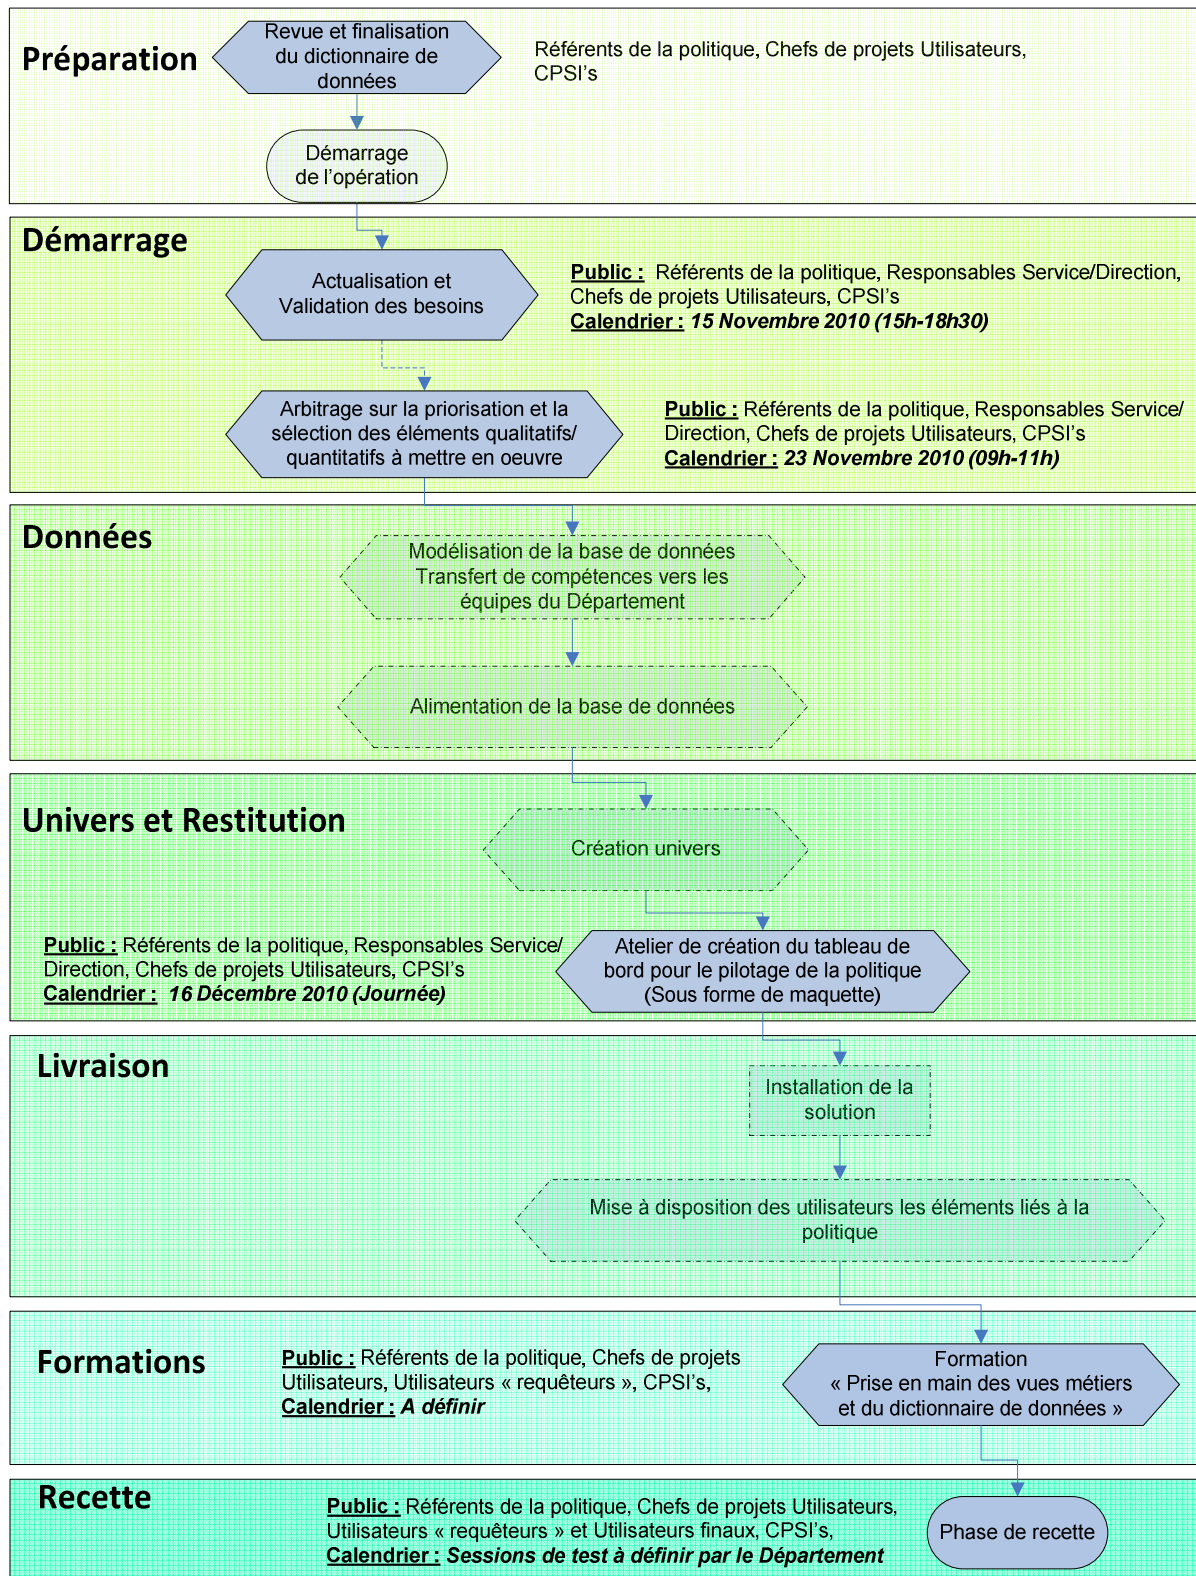 Préparation
Revue et finalisation
du dictionnaire de
données
Référents de la politique, Chefs de projets Utilisateurs,
CPSI's
Démarrage
de l'opération
Démarrage
Actualisation et
Validation des besoins
Public : Référents de la politique, Responsables Service/Direction,
Chefs de projets Utilisateurs, CPSI's
Calendrier : 15 Novembre 2010 (15h-18h30)
Arbitrage sur la priorisation et la
sélection des éléments qualitatifs/
quantitatifs à mettre en oeuvre
Public : Référents de la politique, Responsables Service/
Direction, Chefs de projets Utilisateurs, CPSI's
Calendrier : 23 Novembre 2010 (09h-11h)
Données
Modélisation de la base de données
Transfert de compétences vers les
équipes du Département
Alimentation de la base de données
Univers et Restitution
Création univers
Public : Référents de la politique, Responsables Service/
Direction, Chefs de projets Utilisateurs, CPSI's
Calendrier : 16 Décembre 2010 (Journée)
Atelier de création du tableau de
bord pour le pilotage de la politique
(Sous forme de maquette)
Livraison
Installation de la
solution
Mise à disposition des utilisateurs les éléments liés à la
politique
Formations
Public : Référents de la politique, Chefs de projets
Utilisateurs, Utilisateurs « requêteurs », CPSI's,
Calendrier : A définir
Formation
« Prise en main des vues métiers
et du dictionnaire de données »
Recette
Public : Référents de la politique, Chefs de projets Utilisateurs,
Utilisateurs « requêteurs » et Utilisateurs finaux, CPSI's,
Calendrier : Sessions de test à définir par le Département
Phase de recette